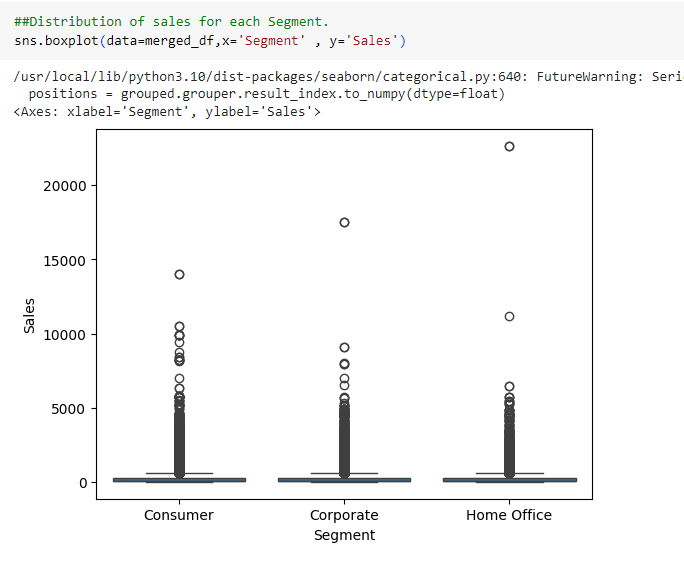 ##Distribution of sales for each Segment.
sns.boxplot(data=merged_df,x='Segment' , y='Sales')
/usr/local/lib/python3.10/dist-packages/seaborn/categorical.py:640: FutureWarning: Seri
positions = grouped.grouper.result_index.to_numpy(dtype=float)
<Axes: xlabel='Segment', ylabel='Sales'>
20000
15000
10000
5000
0
Sales
Consumer Corporate Home Office
Segment